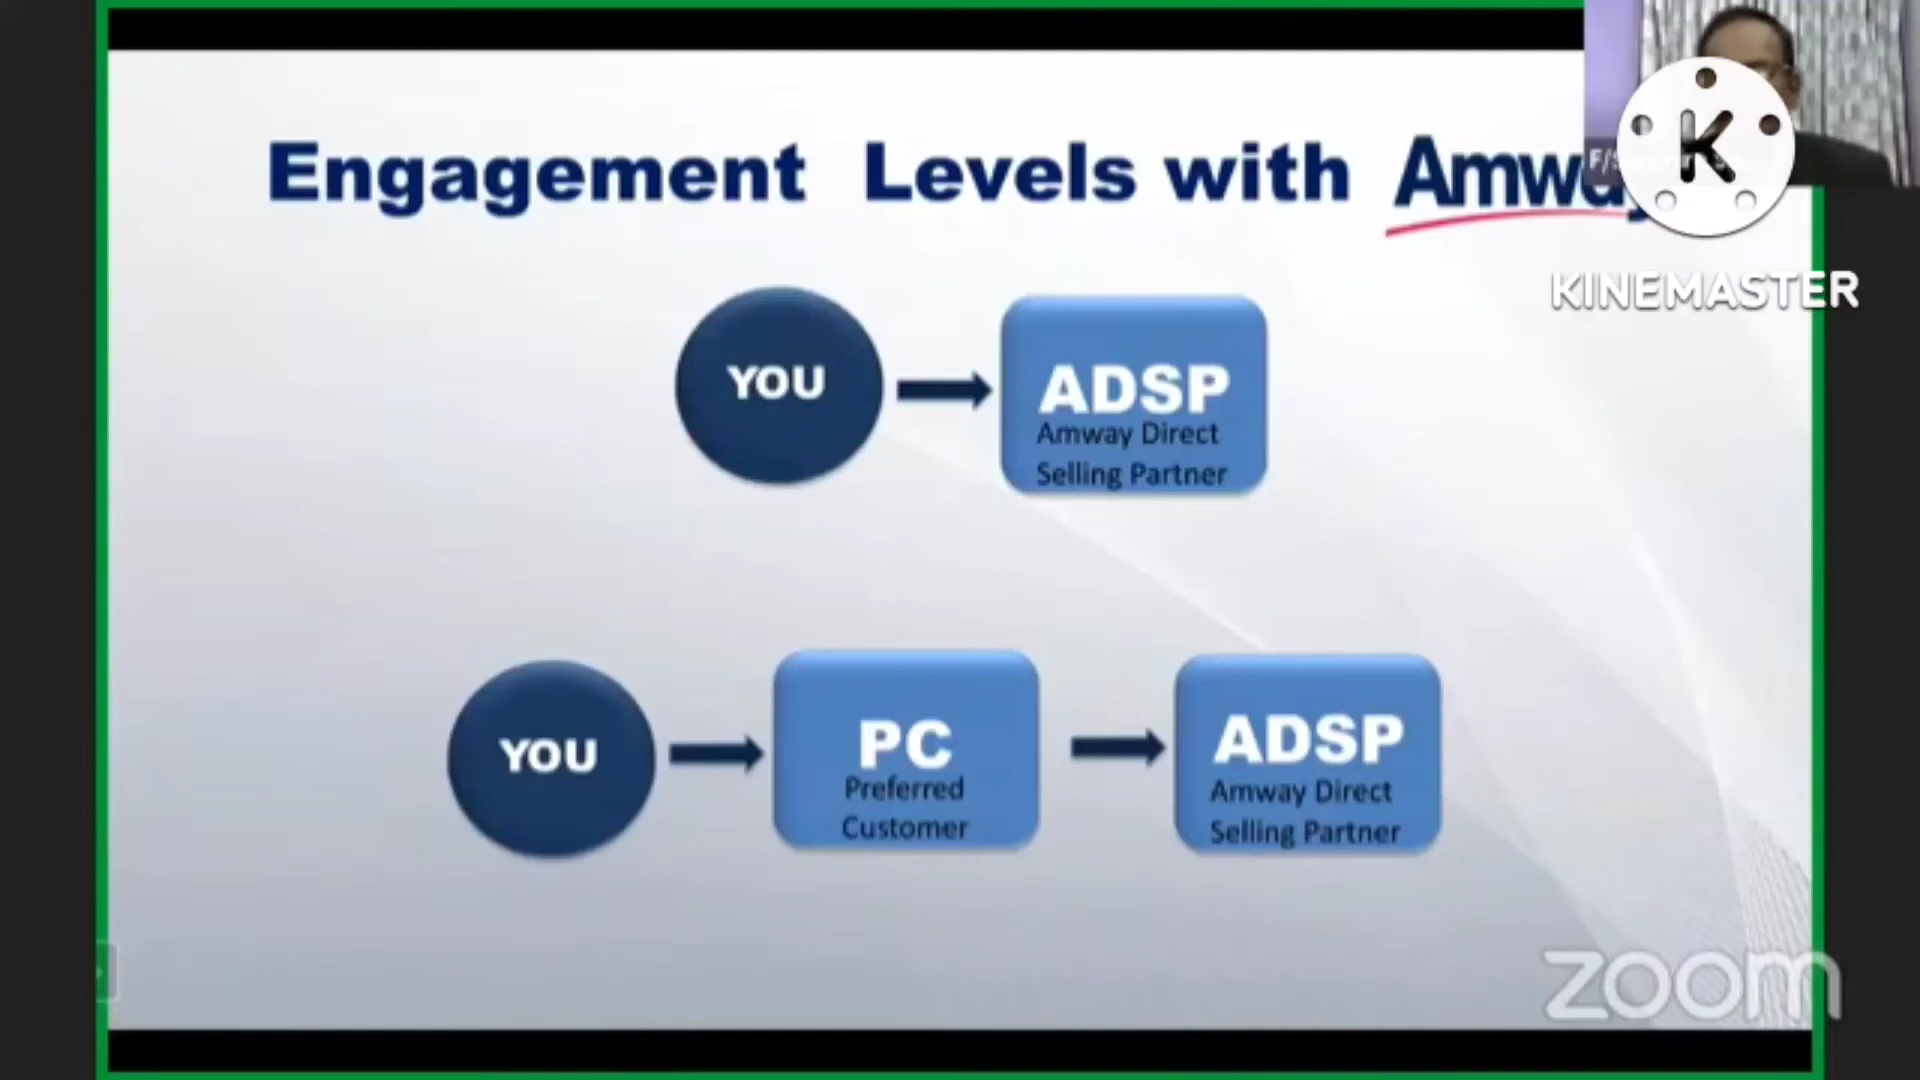 Engagement Levels with Amway
KINEMASTER
YOU
ADSP
Amway Direct
Selling Partner
YOU
PC
Preferred
Customer
ADSP
Amway Direct
Selling Partner
zoom